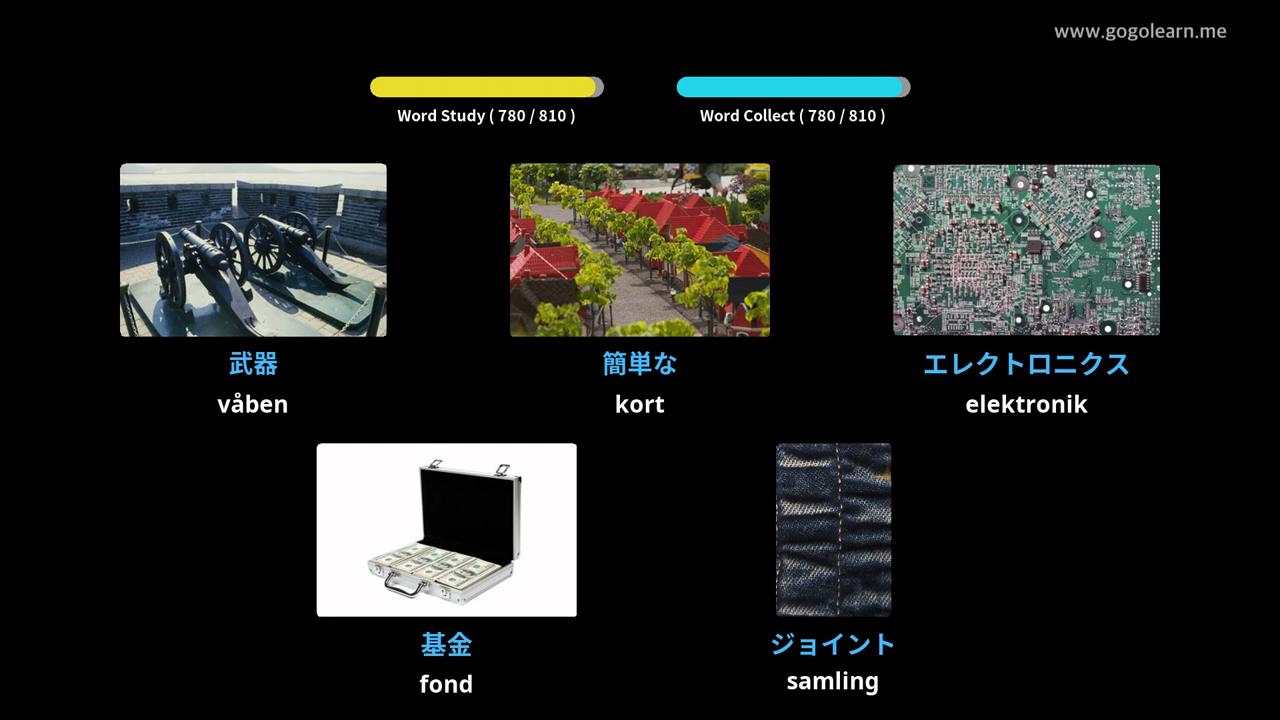 www.gogolearn.me
Word Study ( 780 / 810 )
Word Collect ( 780 / 810 )
武器
簡単な
エレクトロニクス
våben
kort
elektronik
基金
ジョイント
fond
samling